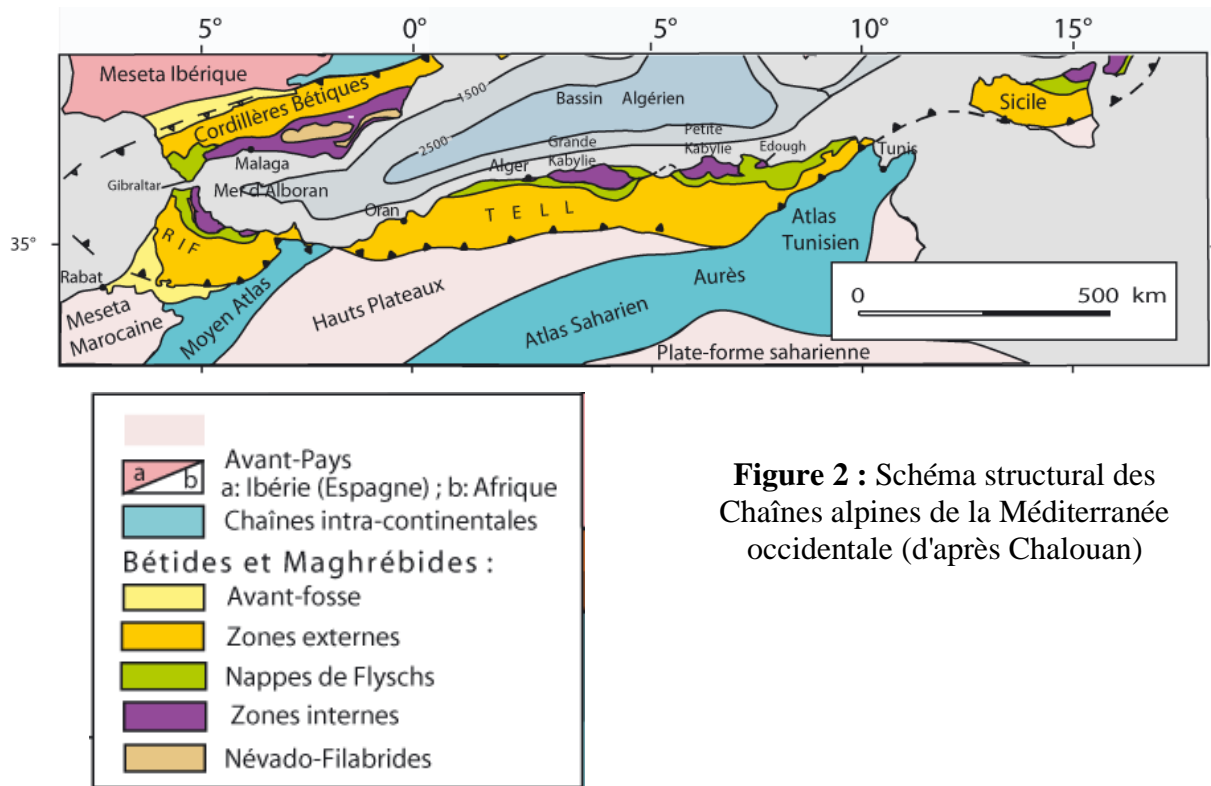 5° 0° 5° 10° 15°
Meseta Ibérique
Cordillères Bétiques
1500
Bassin Algérien
Sicile
2500
Grande
Kabylie
Petite
Kabylie
Edough
Tunis
Malaga
Alger
Gibraltar
Mer d'Alboran
Oran
TELL
Atlas
Tunisien
35°
RIF
Rabat
Aurès
0 500 km
Meseta
Marocaine
Moyen Atlas
Hauts Plateaux
Atlas Saharien
Plate-forme saharienne
a b
Avant-Pays
a: Ibérie (Espagne) ; b: Afrique
Chaînes intra-continentales
Bétides et Maghrébides :
Avant-fosse
Zones externes
Nappes de Flyschs
Zones internes
Névado-Filabrides
Figure 2 : Schéma structural des
Chaînes alpines de la Méditerranée
occidentale (d'après Chalouan)